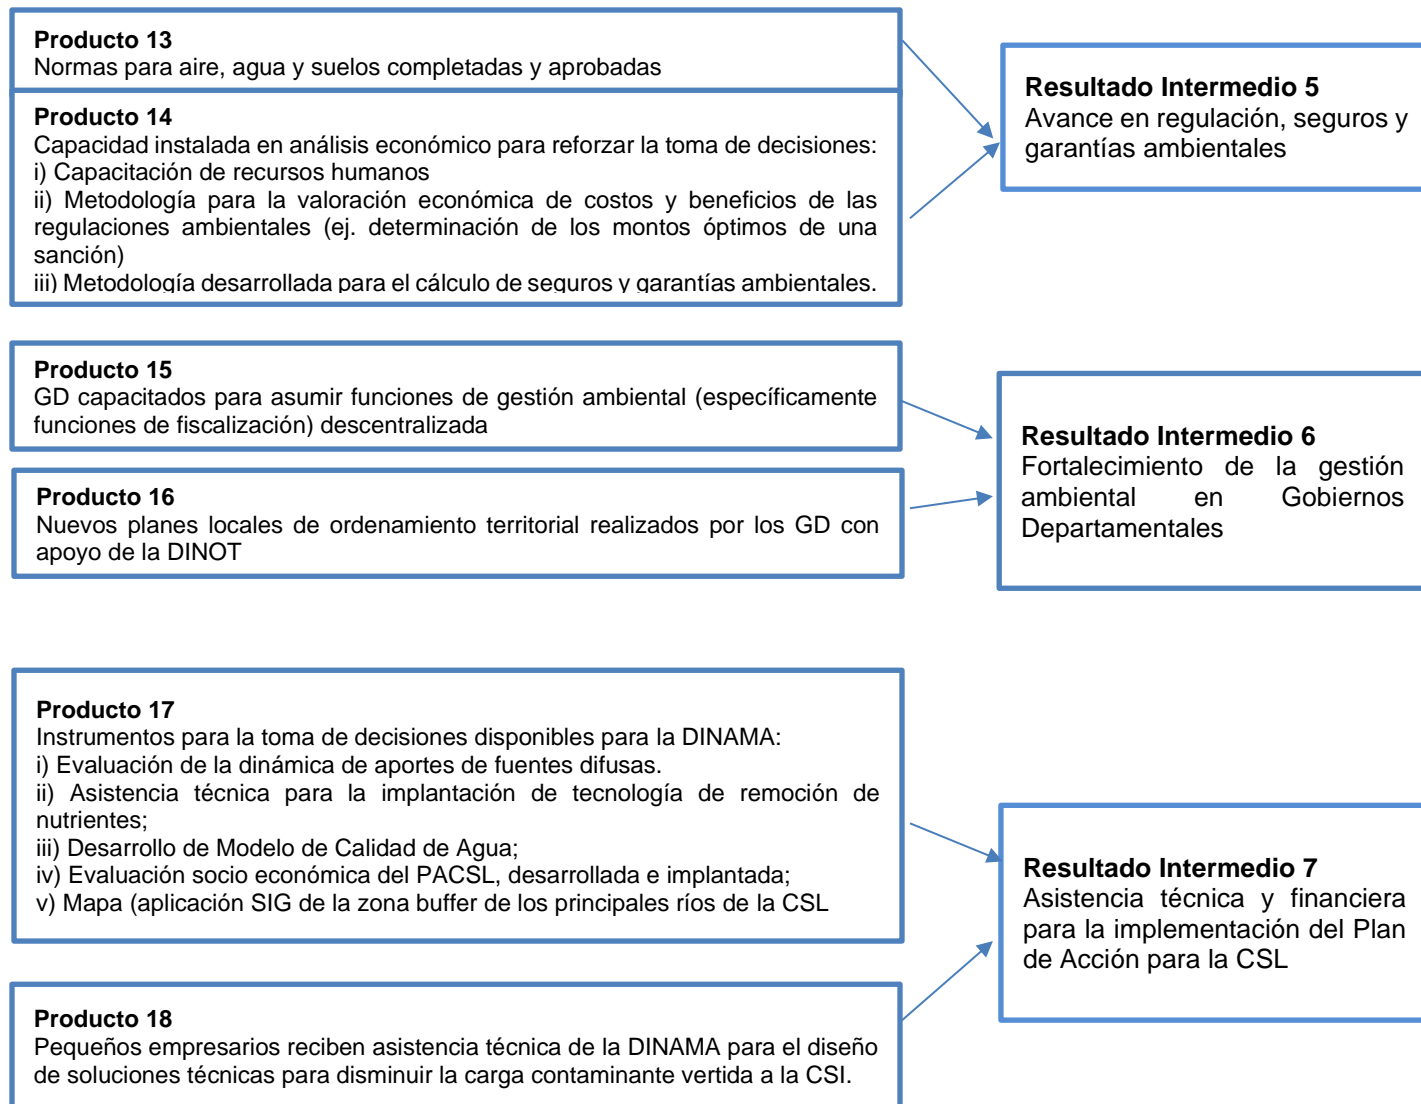 Producto 13
Normas para aire, agua y suelos completadas y aprobadas
Producto 14
Capacidad instalada en análisis económico para reforzar la toma de decisiones:
i) Capacitación de recursos humanos
ii) Metodología para la valoración económica de costos y beneficios de las
regulaciones ambientales (ej. determinación de los montos óptimos de una
sanción)
iii) Metodología desarrollada para el cálculo de seguros y garantías ambientales.
Resultado Intermedio 5
Avance en regulación, seguros y
garantías ambientales
Producto 15
GD capacitados para asumir funciones de gestión ambiental (específicamente
funciones de fiscalización) descentralizada
Producto 16
Nuevos planes locales de ordenamiento territorial realizados por los GD con
apoyo de la DINOT
Resultado Intermedio 6
Fortalecimiento de la gestión
ambiental en Gobiernos
Departamentales
Producto 17
Instrumentos para la toma de decisiones disponibles para la DINAMA:
i) Evaluación de la dinámica de aportes de fuentes difusas.
ii) Asistencia técnica para la implantación de tecnología de remoción de
nutrientes;
iii) Desarrollo de Modelo de Calidad de Agua;
iv) Evaluación socio económica del PACSL, desarrollada e implantada;
v) Mapa (aplicación SIG de la zona buffer de los principales ríos de la CSL
Producto 18
Pequeños empresarios reciben asistencia técnica de la DINAMA para el diseño
de soluciones técnicas para disminuir la carga contaminante vertida a la CSl.
Resultado Intermedio 7
Asistencia técnica y financiera
para la implementación del Plan
de Acción para la CSL